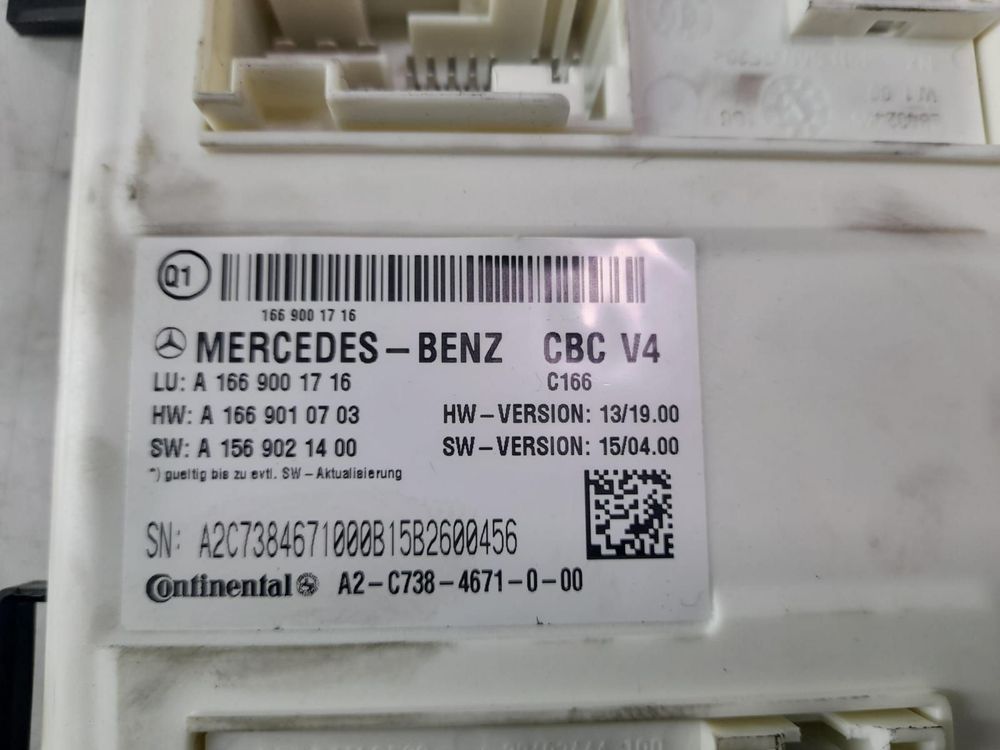 Q1
166 900 17 16
MERCEDES-BENZ CBC V4
LU: A 166 900 17 16 C166
HW: A 166 901 07 03 HW-VERSION: 13/19.00
SW: A 156 902 14 00 SW-VERSION: 15/04.00
*) gueltig bis zu evtl. SW-Aktualisierung
SN: A2C7384671000B15B2600456
Continental A2-C738-4671-0-00